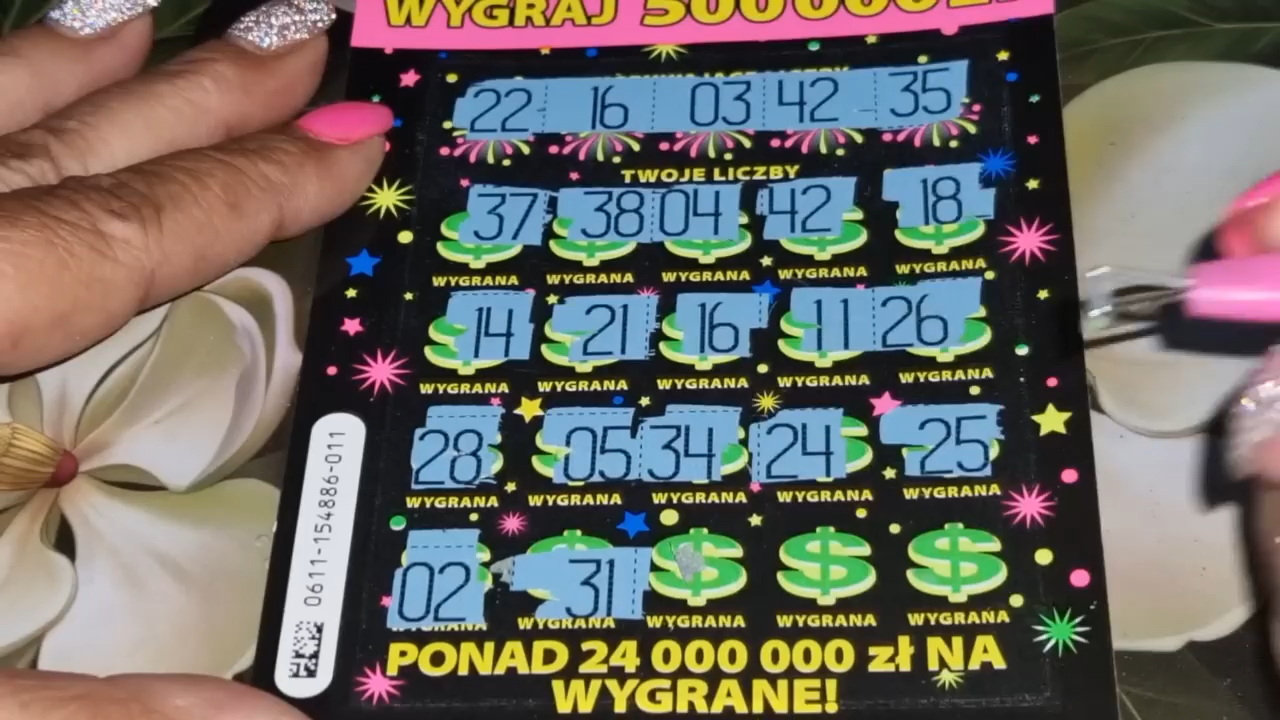 WYGRAJ
22 16 03 42 35
TWOJE LICZBY
37 38 04 42 18
WYGRANA WYGRANA WYGRANA WYGRANA WYGRANA
14 21 16 11 26
WYGRANA WYGRANA WYGRANA WYGRANA WYGRANA
28 05 34 24 25
WYGRANA WYGRANA WYGRANA WYGRANA WYGRANA
02 31 $ $ $
WYGRANA WYGRANA WYGRANA WYGRANA WYGRANA
PONAD 24 000 000 zł NA
WYGRANE!
0611-154886-011